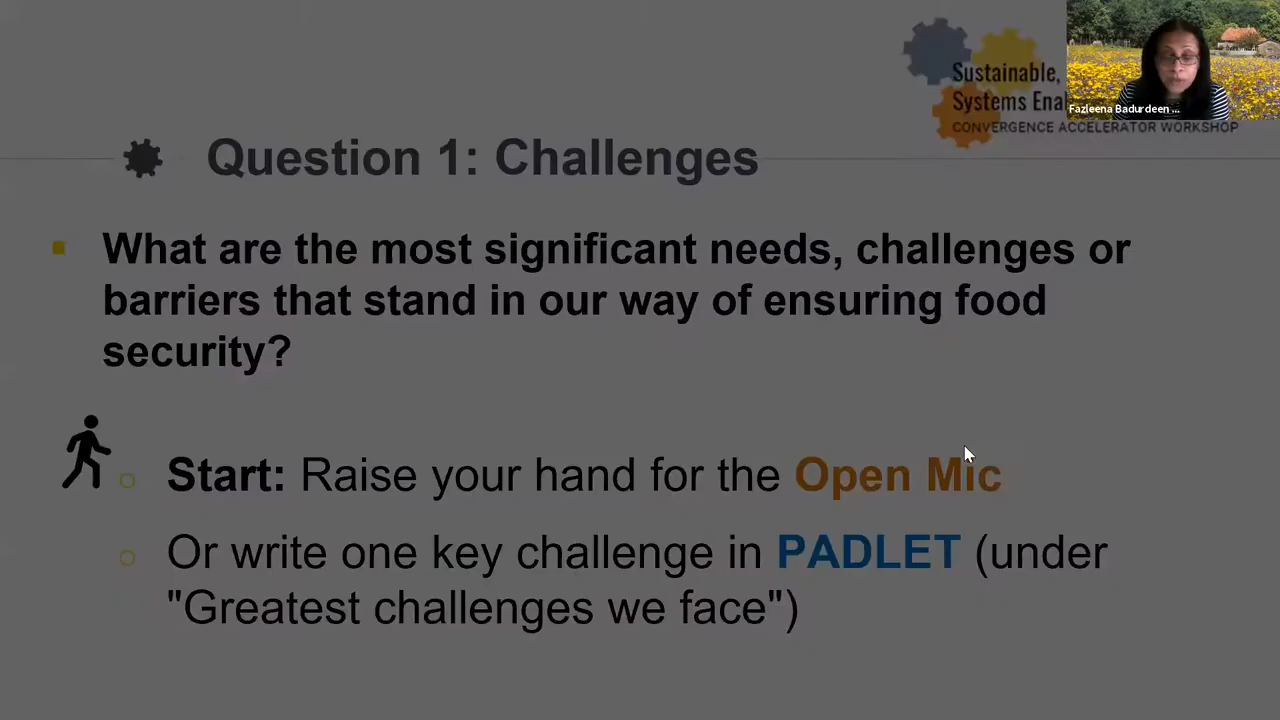 Sustainable,
Systems Enal
CONVERGENCE ACCELERATOR WORKSHOP
Fazleena Badurdeen ...
Question 1: Challenges
What are the most significant needs, challenges or
barriers that stand in our way of ensuring food
security?
Start: Raise your hand for the Open Mic
Or write one key challenge in PADLET (under
"Greatest challenges we face")